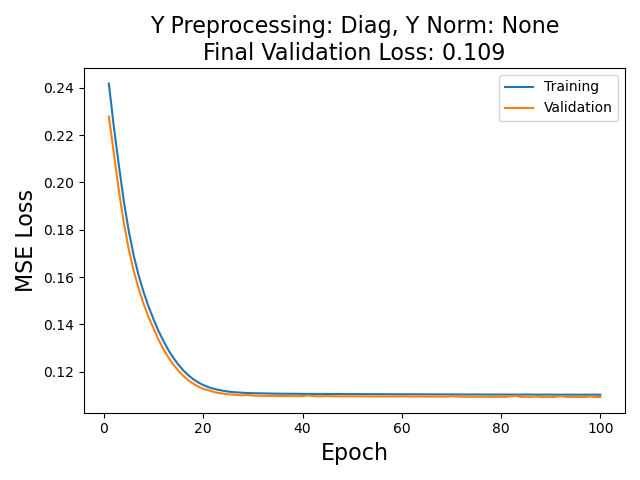 Y Preprocessing: Diag, Y Norm: None
Final Validation Loss: 0.109
Training
Validation
0.24
0.22
0.20
0.18
0.16
0.14
0.12
MSE Loss
0
20
40
60
80
100
Epoch